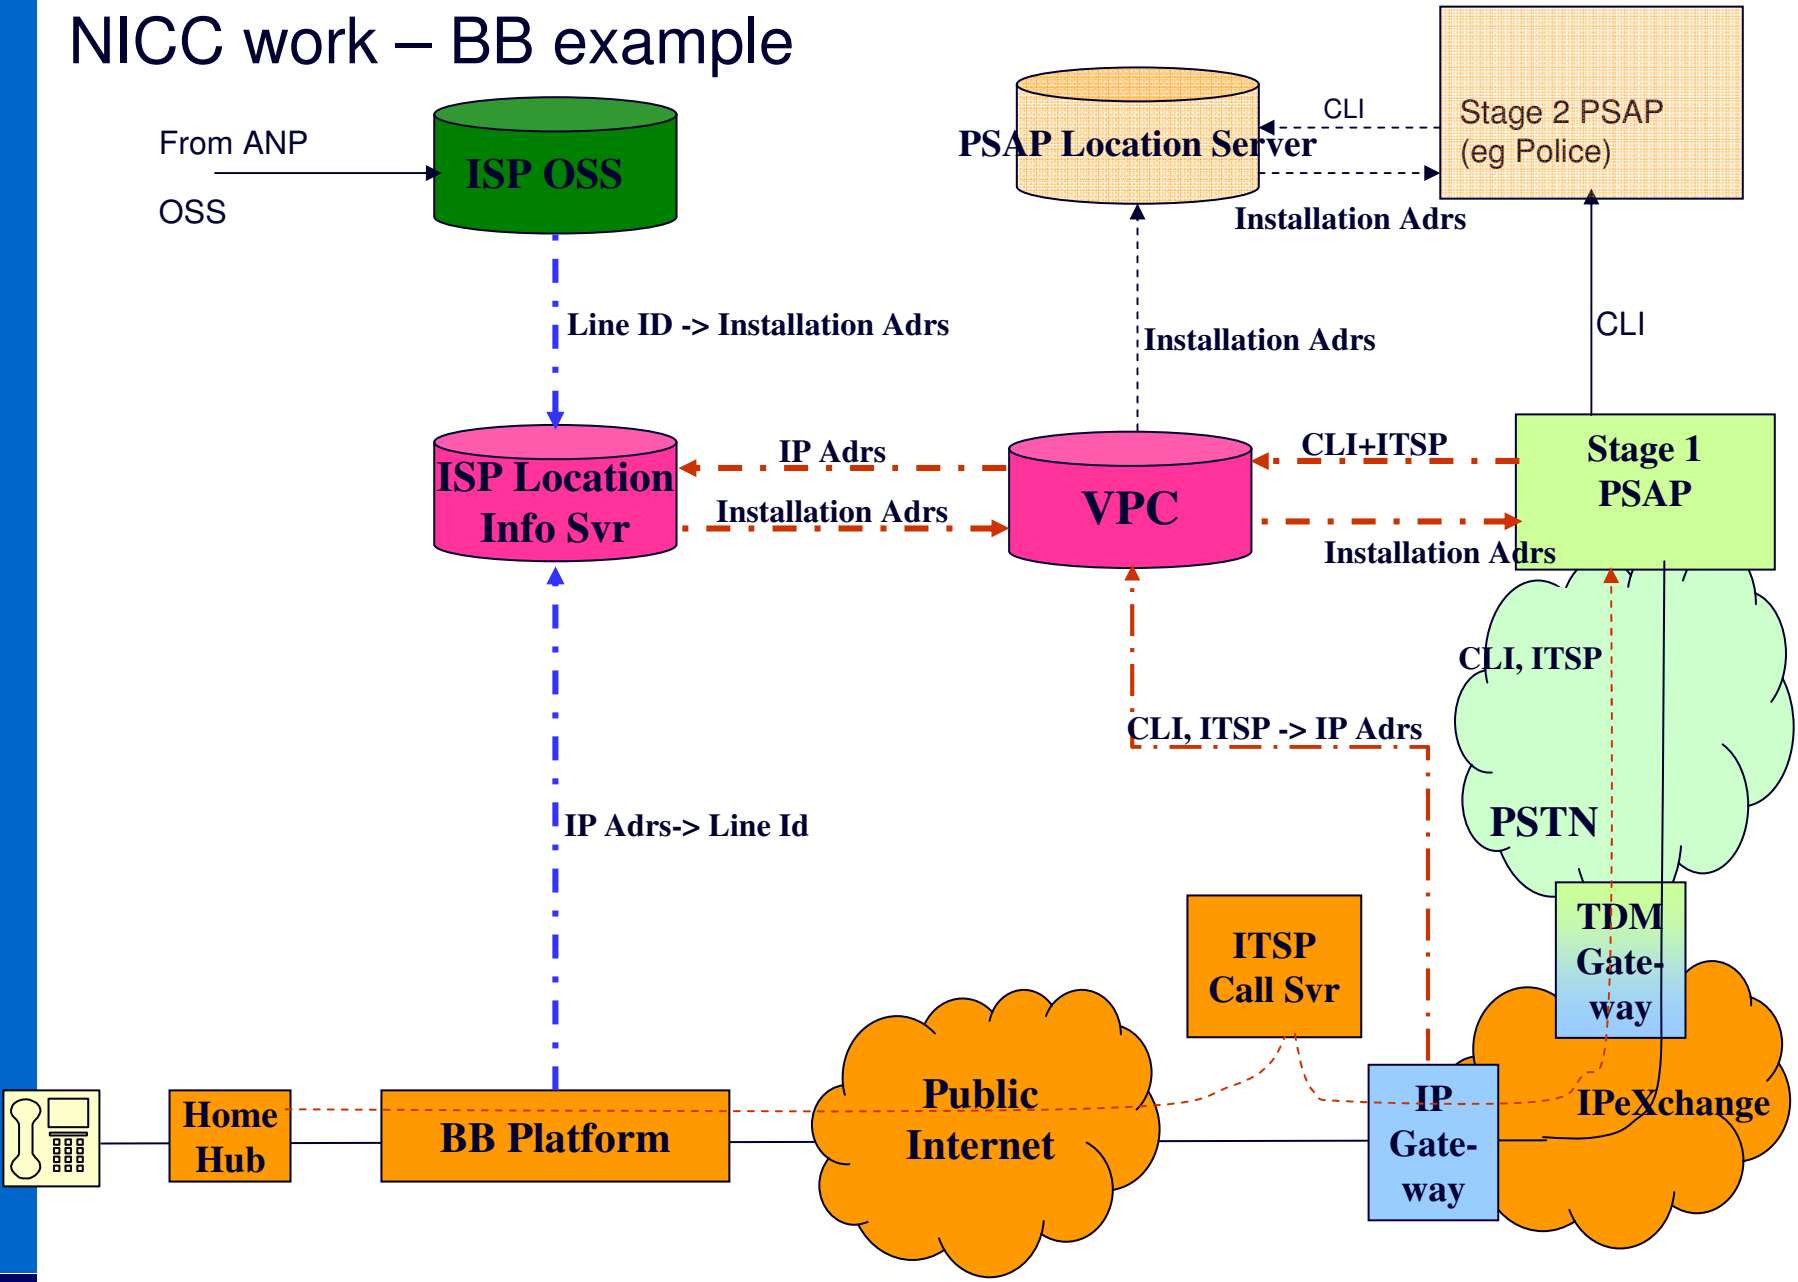 NICC work – BB example
From ANP
OSS
ISP OSS
PSAP Location Server
CLI
Stage 2 PSAP
(eg Police)
Installation Adrs
Line ID -> Installation Adrs
Installation Adrs
CLI
ISP Location
Info Svr
IP Adrs
Installation Adrs
VPC
CLI+ITSP
Installation Adrs
Stage 1
PSAP
CLI, ITSP
CLI, ITSP -> IP Adrs
IP Adrs-> Line Id
PSTN
TDM
Gate-
way
ITSP
Call Svr
Home
Hub
BB Platform
Public
Internet
IP
Gate-
way
IPeXchange